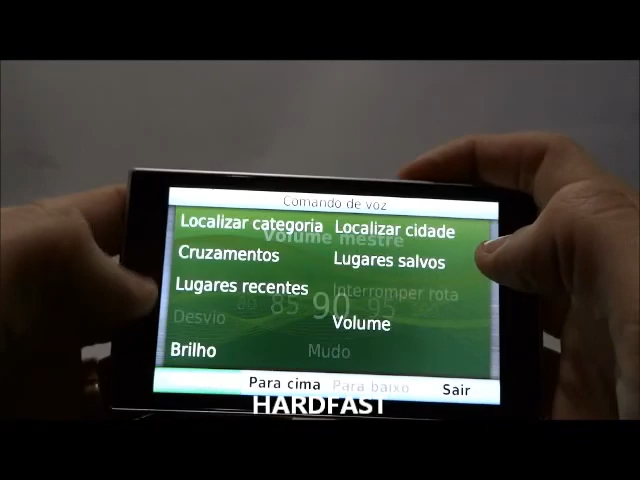 Comando de voz
Localizar categoria Localizar cidade
Volume mestre
Cruzamentos Lugares salvos
Lugares recentes Interromper rota
80 85 90 95
Desvio Volume
Brilho Mudo
Para cima Para baixo Sair
HARDFAST